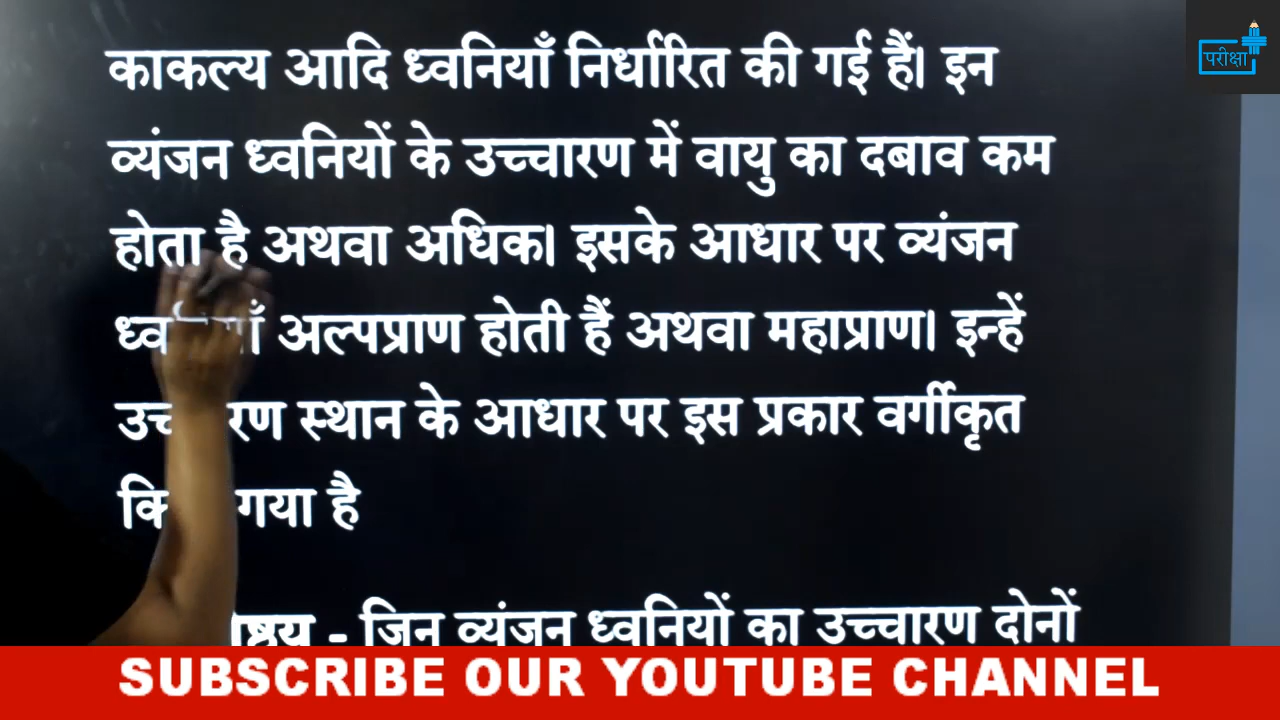 काकल्य आदि ध्वनियाँ निर्धारित की गई हैं। इन
परीक्षा
व्यंजन ध्वनियों के उच्चारण में वायु का दबाव कम
होता है अथवा अधिक। इसके आधार पर व्यंजन
अल्पप्राण होती हैं अथवा महाप्राण। इन्हें
स्थान के आधार पर इस प्रकार वर्गीकृत
गया है
- जिन व्यंजन ध्वनियों का उच्चारण दोनों
SUBSCRIBE OUR YOUTUBE CHANNEL